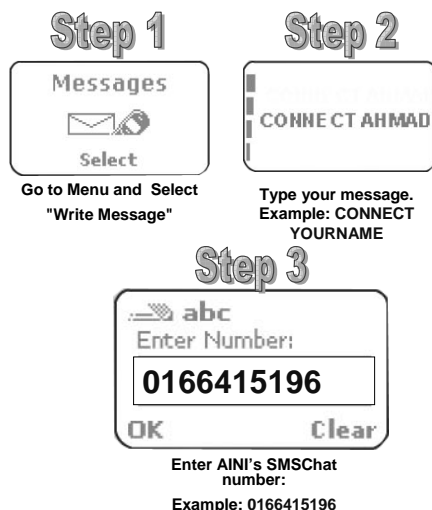 Step 1
Messages
Select
Go to Menu and Select
"Write Message"
Step 2
CONNECT AHMAD
Type your message.
Example: CONNECT
YOURNAME
Step 3
abc
Enter Number:
0166415196
OK Clear
Enter AINI's SMSChat
number:
Example: 0166415196